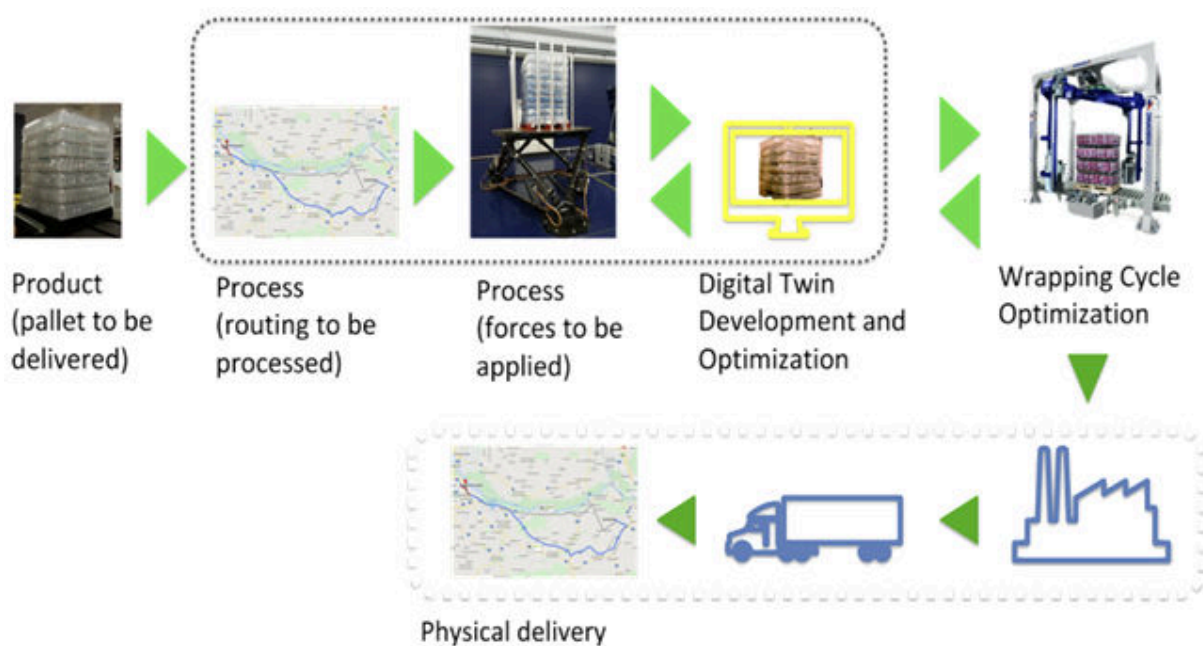 Product
(pallet to be
delivered)
Process
(routing to be
processed)
Process
(forces to be
applied)
Digital Twin
Development and
Optimization
Wrapping Cycle
Optimization
Physical delivery